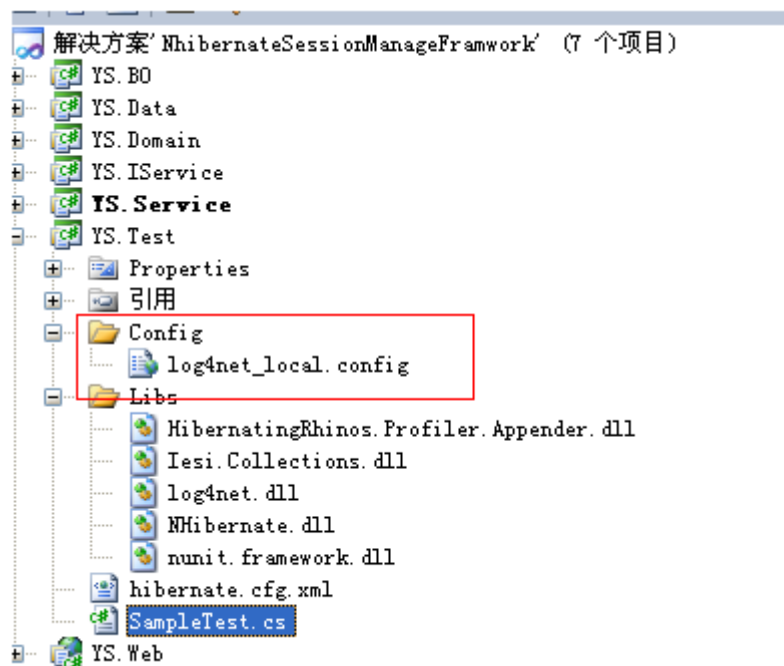 解决方案'NhibernateSessionManageFramwork' (7 个项目)
YS.BO
YS.Data
YS.Domain
YS.IService
YS.Service
YS.Test
Properties
引用
Config
log4net_local.config
Libs
HibernatingRhinos.Profiler.Appender.dll
Iesi.Collections.dll
log4net.dll
NHibernate.dll
nunit.framework.dll
hibernate.cfg.xml
SampleTest.cs
YS.Web